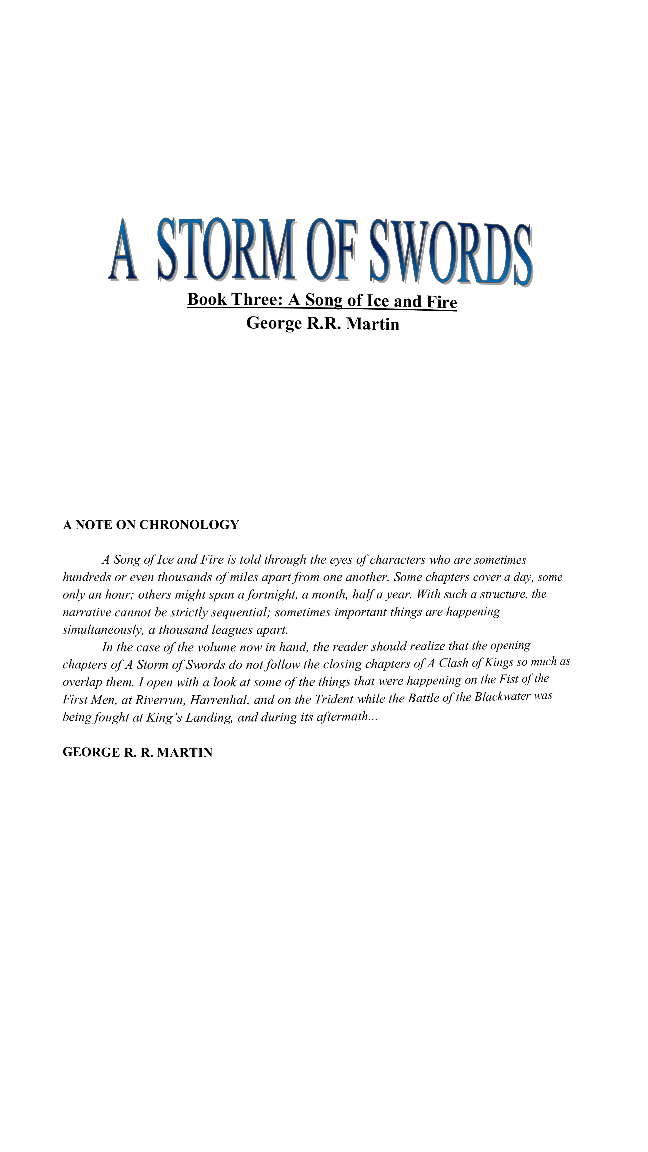 A STORM OF SWORDS
Book Three: A Song of Ice and Fire
George R.R. Martin
A NOTE ON CHRONOLOGY
A Song of Ice and Fire is told through the eyes of characters who are sometimes
hundreds or even thousands of miles apart from one another. Some chapters cover a day, some
only an hour; others might span a fortnight, a month, half a year. With such a structure, the
narrative cannot be strictly sequential; sometimes important things are happening
simultaneously, a thousand leagues apart.
In the case of the volume now in hand, the reader should realize that the opening
chapters of A Storm of Swords do not follow the closing chapters of A Clash of Kings so much as
overlap them. I open with a look at some of the things that were happening on the Fist of the
First Men, at Riverrun, Harrenhal, and on the Trident while the Battle of the Blackwater was
being fought at King's Landing, and during its aftermath...
GEORGE R. R. MARTIN